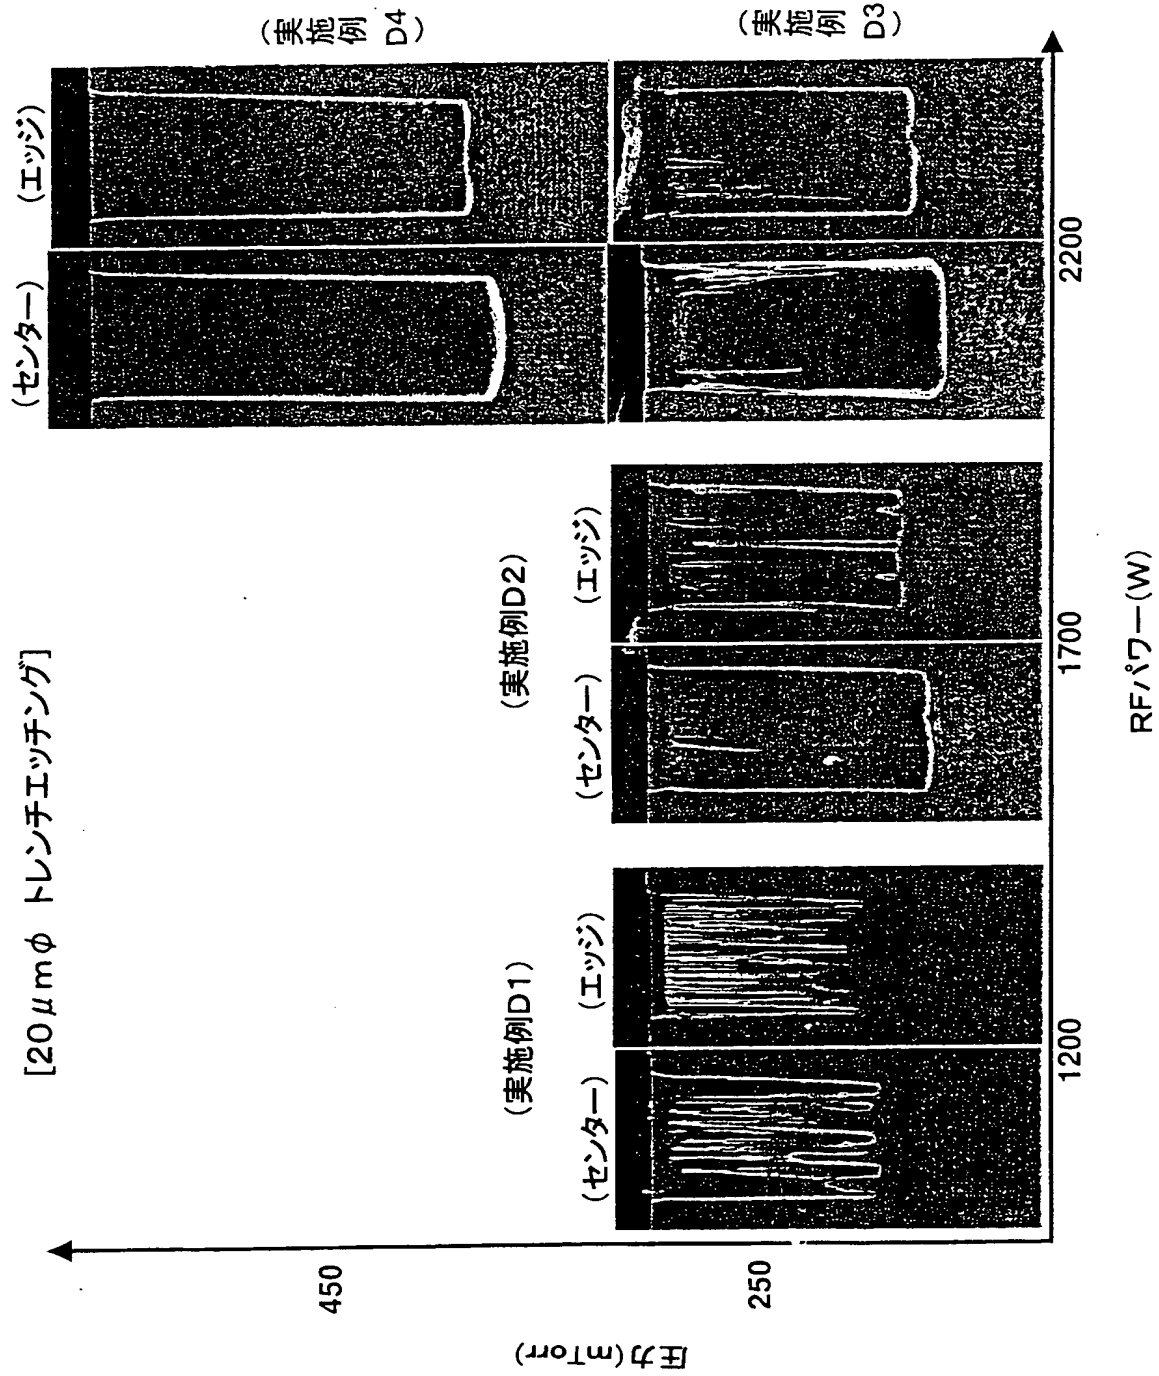 [20μmφ トレンチエッチング]
(センター)
(エッジ)
(実施例D4)
(実施例D1)
(センター)
(エッジ)
(実施例D2)
(センター)
(エッジ)
(実施例D3)
450
250
圧力(mTorr)
1200
1700
2200
RFパワー(W)